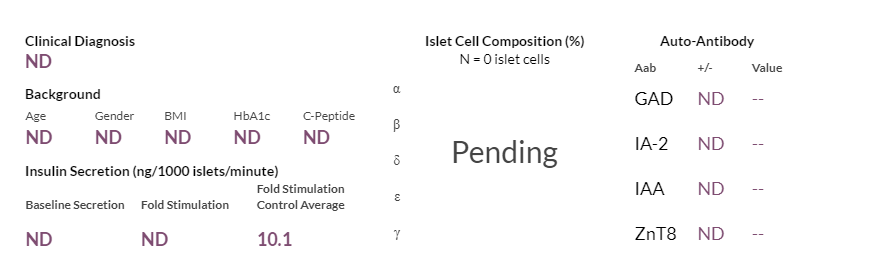 Clinical Diagnosis
ND
Background
Age Gender BMI HbA1c C-Peptide
ND ND ND ND ND
Insulin Secretion (ng/1000 islets/minute)
Baseline Secretion Fold Stimulation Fold Stimulation Control Average
ND ND 10.1
Islet Cell Composition (%)
N = 0 islet cells
α
β
δ
ε
γ
Pending
Auto-Antibody
Aab +/- Value
GAD ND --
IA-2 ND --
IAA ND --
ZnT8 ND --